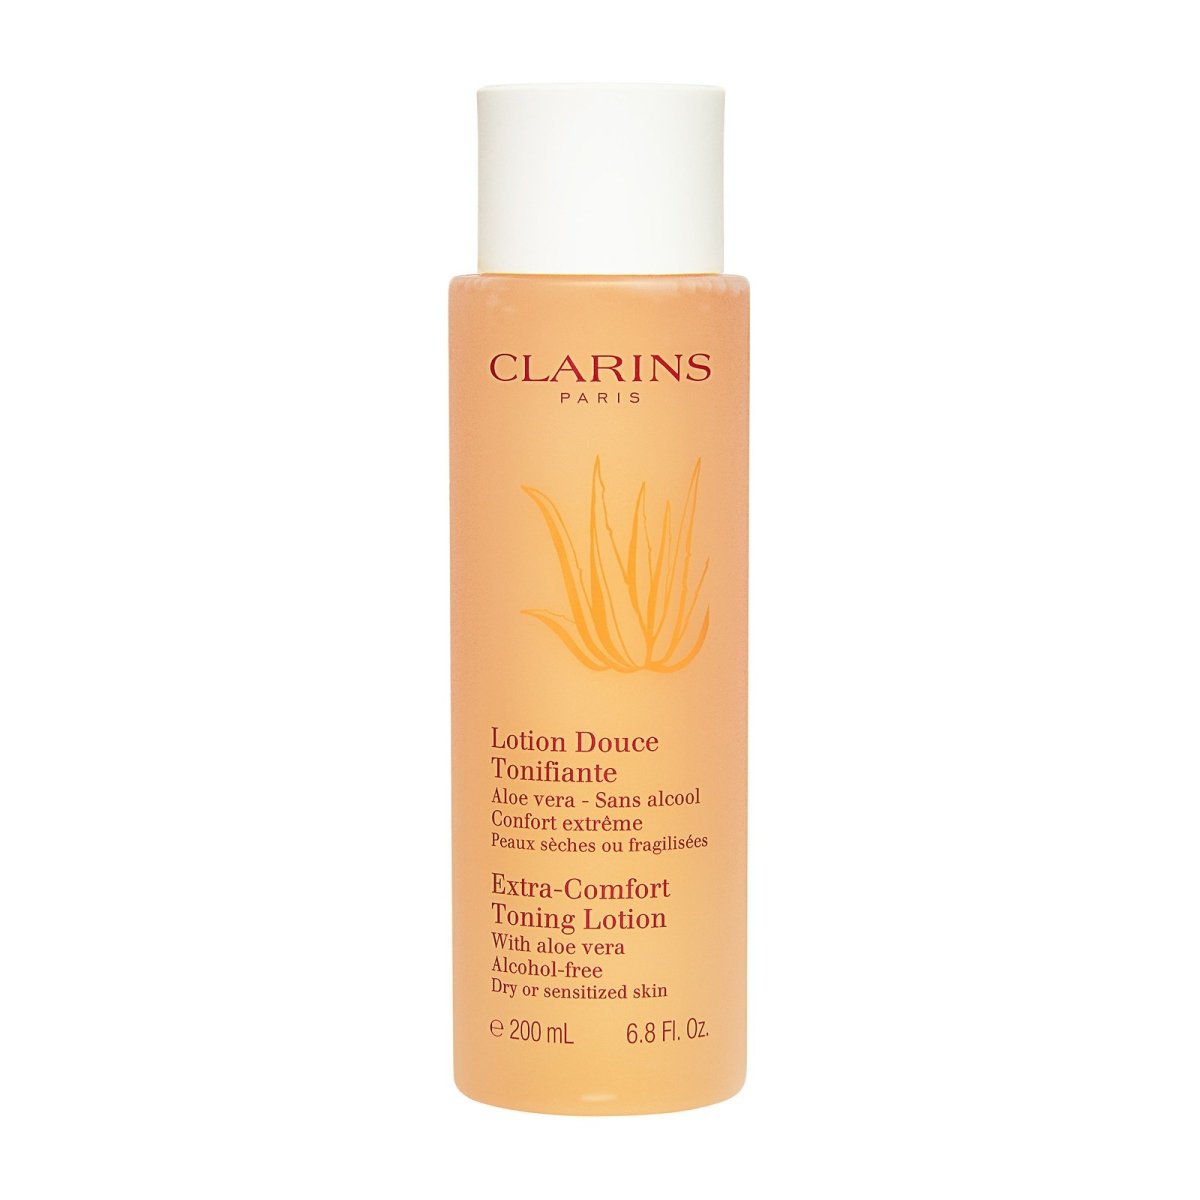 CLARINS
PARIS
Lotion Douce
Tonifiante
Aloe vera - Sans alcool
Confort extrême
Peaux sèches ou fragilisées
Extra-Comfort
Toning Lotion
With aloe vera
Alcohol-free
Dry or sensitized skin
℮ 200 mL 6.8 Fl. Oz.